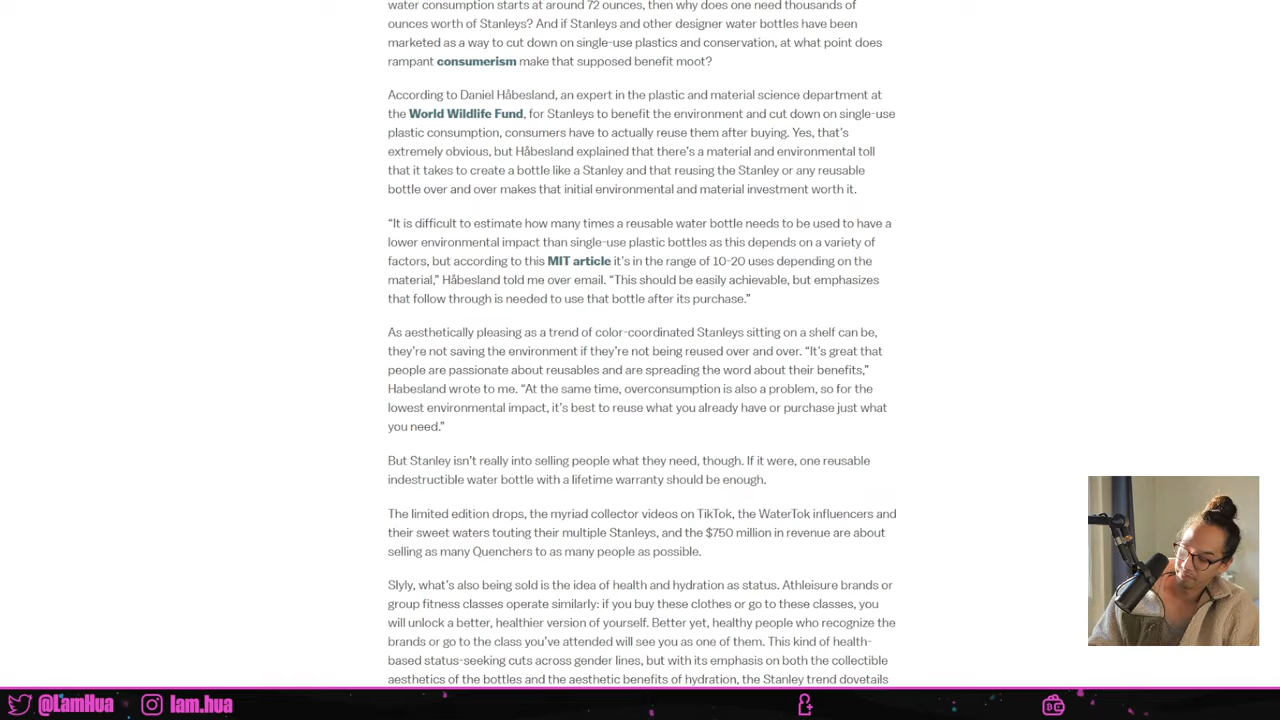 water consumption starts at around 72 ounces, then why does one need thousands of
ounces worth of Stanleys? And if Stanleys and other designer water bottles have been
marketed as a way to cut down on single-use plastics and conservation, at what point does
rampant consumerism make that supposed benefit moot?
According to Daniel Håbesland, an expert in the plastic and material science department at
the World Wildlife Fund, for Stanleys to benefit the environment and cut down on single-use
plastic consumption, consumers have to actually reuse them after buying. Yes, that's
extremely obvious, but Håbesland explained that there's a material and environmental toll
that it takes to create a bottle like a Stanley and that reusing the Stanley or any reusable
bottle over and over makes that initial environmental and material investment worth it.
“It is difficult to estimate how many times a reusable water bottle needs to be used to have a
lower environmental impact than single-use plastic bottles as this depends on a variety of
factors, but according to this MIT article it's in the range of 10-20 uses depending on the
material,” Håbesland told me over email. “This should be easily achievable, but emphasizes
that follow through is needed to use that bottle after its purchase.”
As aesthetically pleasing as a trend of color-coordinated Stanleys sitting on a shelf can be,
they're not saving the environment if they're not being reused over and over. “It's great that
people are passionate about reusables and are spreading the word about their benefits,”
Habesland wrote to me. “At the same time, overconsumption is also a problem, so for the
lowest environmental impact, it's best to reuse what you already have or purchase just what
you need.”
But Stanley isn't really into selling people what they need, though. If it were, one reusable
indestructible water bottle with a lifetime warranty should be enough.
The limited edition drops, the myriad collector videos on TikTok, the WaterTok influencers and
their sweet waters touting their multiple Stanleys, and the $750 million in revenue are about
selling as many Quenchers to as many people as possible.
Slyly, what's also being sold is the idea of health and hydration as status. Athleisure brands or
group fitness classes operate similarly: if you buy these clothes or go to these classes, you
will unlock a better, healthier version of yourself. Better yet, healthy people who recognize the
brands or go to the class you've attended will see you as one of them. This kind of health-
based status-seeking cuts across gender lines, but with its emphasis on both the collectible
aesthetics of the bottles and the aesthetic benefits of hydration, the Stanley trend dovetails
@LamHua lam.hua